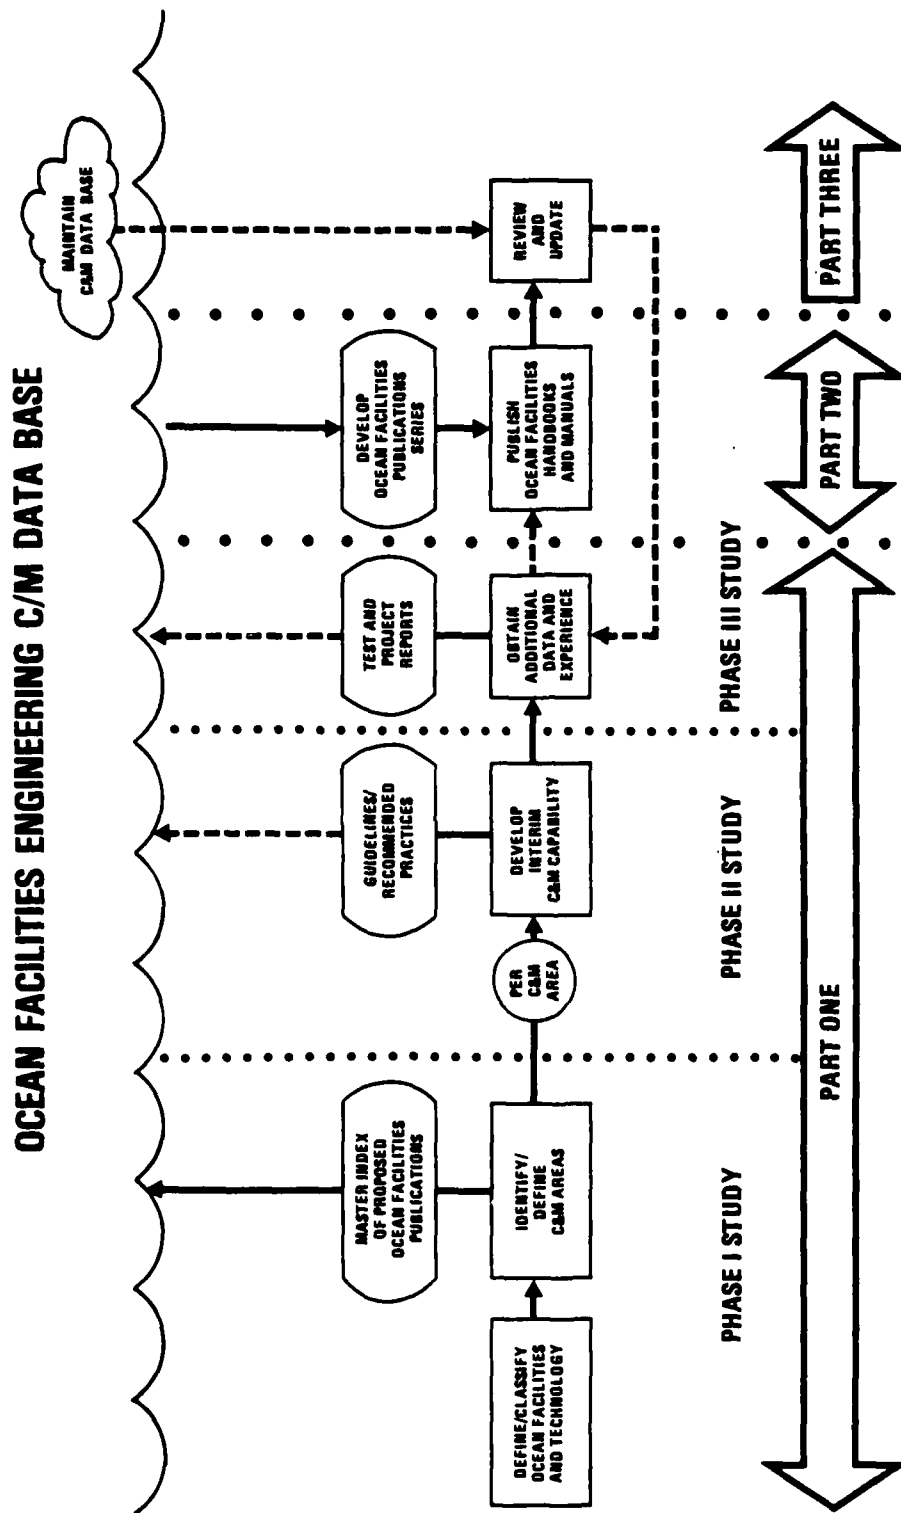 OCEAN FACILITIES ENGINEERING C/M DATA BASE
MAINTAIN
C&M DATA BASE
MASTER INDEX
OF PROPOSED
OCEAN FACILITIES
PUBLICATIONS
GUIDELINES/
RECOMMENDED
PRACTICES
TEST AND
PROJECT
REPORTS
DEVELOP
OCEAN FACILITIES
PUBLICATIONS
SERIES
DEFINE/CLASSIFY
OCEAN FACILITIES
AND TECHNOLOGY
IDENTIFY/
DEFINE
C&M AREAS
PER
C&M
AREA
DEVELOP
INTERIM
C&M CAPABILITY
OBTAIN
ADDITIONAL
DATA AND
EXPERIENCE
PUBLISH
OCEAN FACILITIES
HANDBOOKS
AND MANUALS
REVIEW
AND
UPDATE
PHASE I STUDY
PHASE II STUDY
PHASE III STUDY
PART ONE
PART TWO
PART THREE